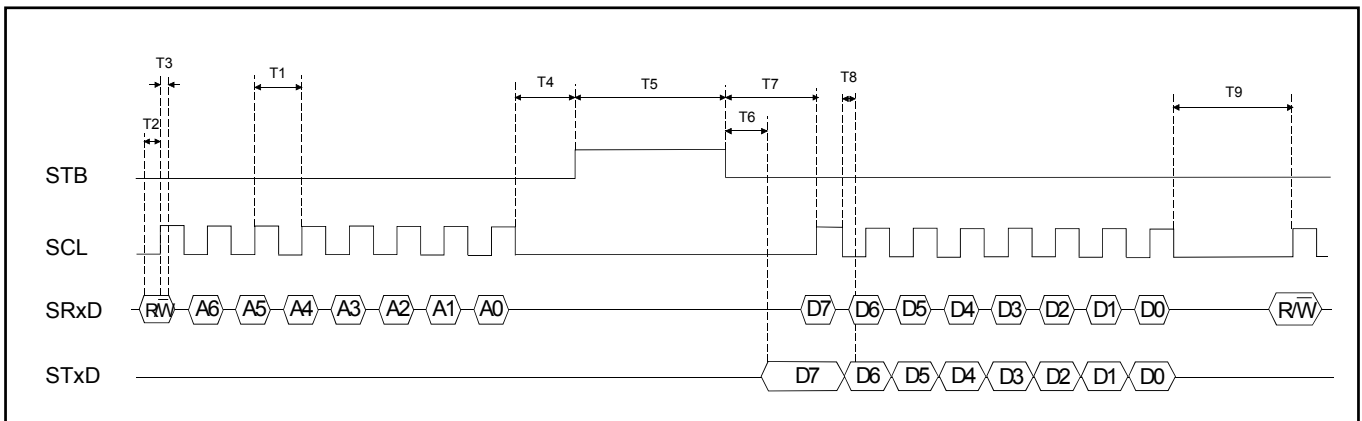 T3
T1
T4
T5
T7
T8
T9
T2
T6
STB
SCL
SRxD R/W̅ A6 A5 A4 A3 A2 A1 A0 D7 D6 D5 D4 D3 D2 D1 D0 R/W̅
STxD D7 D6 D5 D4 D3 D2 D1 D0